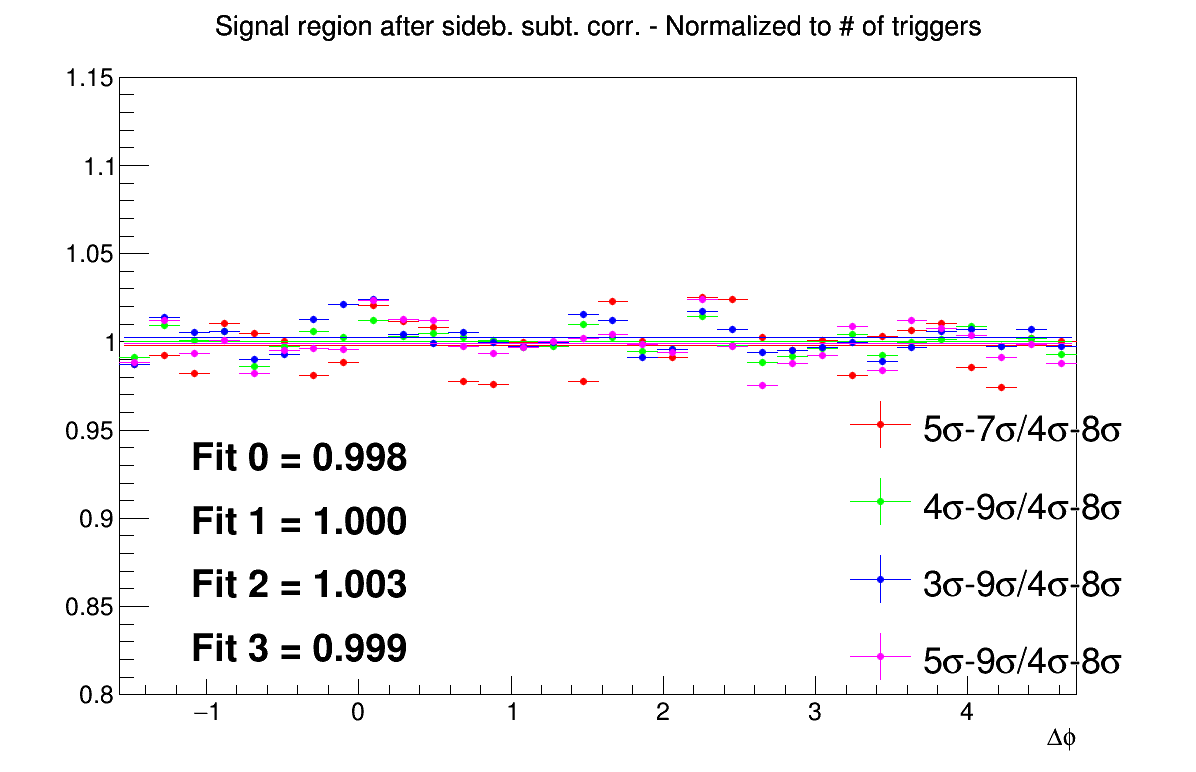 Signal region after sideb. subt. corr. - Normalized to # of triggers
1.15
1.1
1.05
1
0.95
0.9
0.85
0.8
5σ-7σ/4σ-8σ
4σ-9σ/4σ-8σ
3σ-9σ/4σ-8σ
5σ-9σ/4σ-8σ
Fit 0 = 0.998
Fit 1 = 1.000
Fit 2 = 1.003
Fit 3 = 0.999
−1 0 1 2 3 4
Δϕ